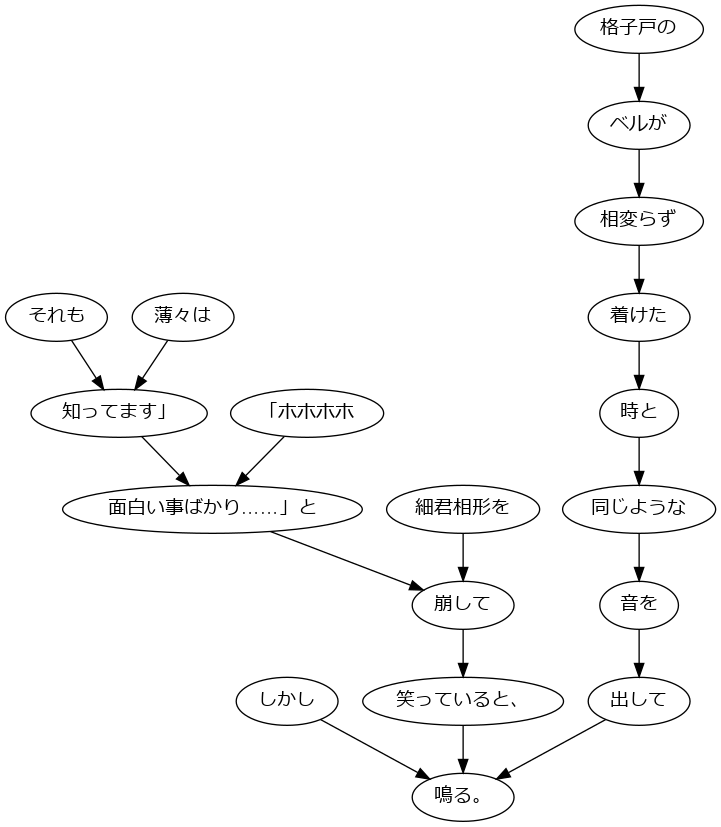 格子戸の
ベルが
相変らず
それも
薄々は
着けた
知ってます」
「ホホホホ
時と
面白い事ばかり……」と
細君相形を
同じような
崩して
音を
しかし
笑っていると、
出して
鳴る。